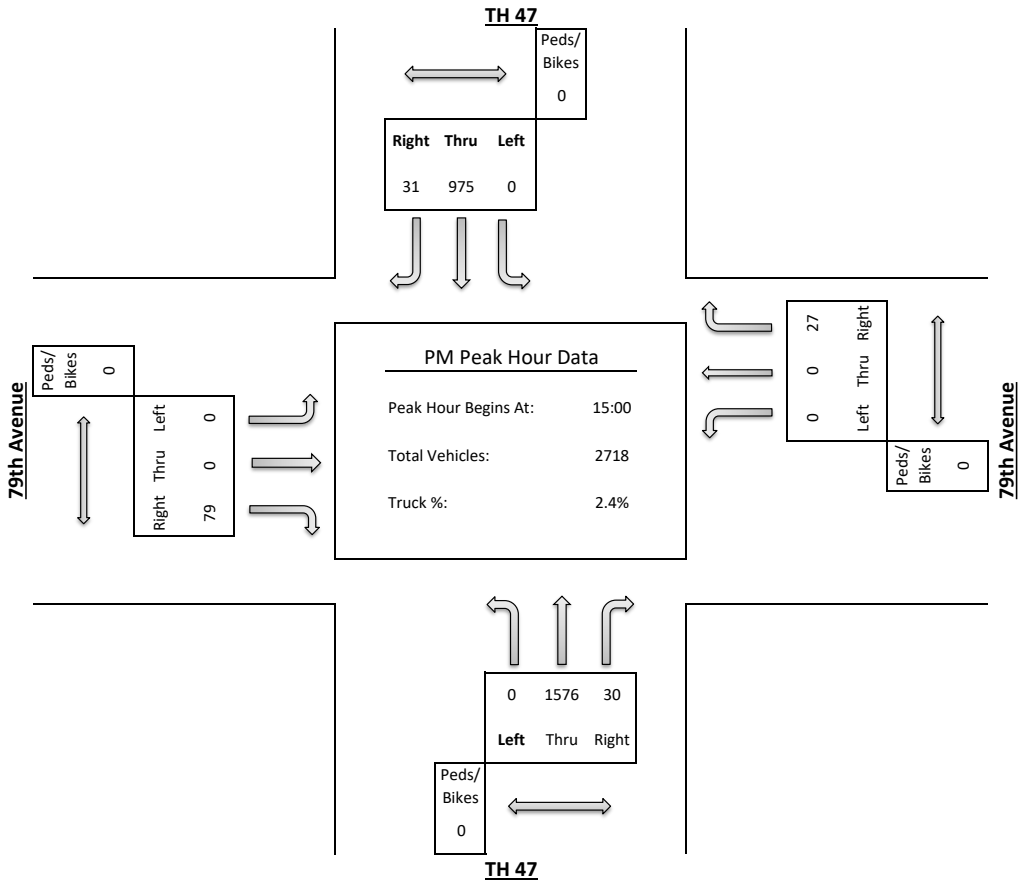 TH 47
Peds/
Bikes
0
Right Thru Left
31 975 0
79th Avenue
Peds/
Bikes
0
Left 0
Thru 0
Right 79
PM Peak Hour Data
Peak Hour Begins At: 15:00
Total Vehicles: 2718
Truck %: 2.4%
27 Right
0 Thru
0 Left
Peds/
Bikes
0
79th Avenue
0 1576 30
Left Thru Right
Peds/
Bikes
0
TH 47